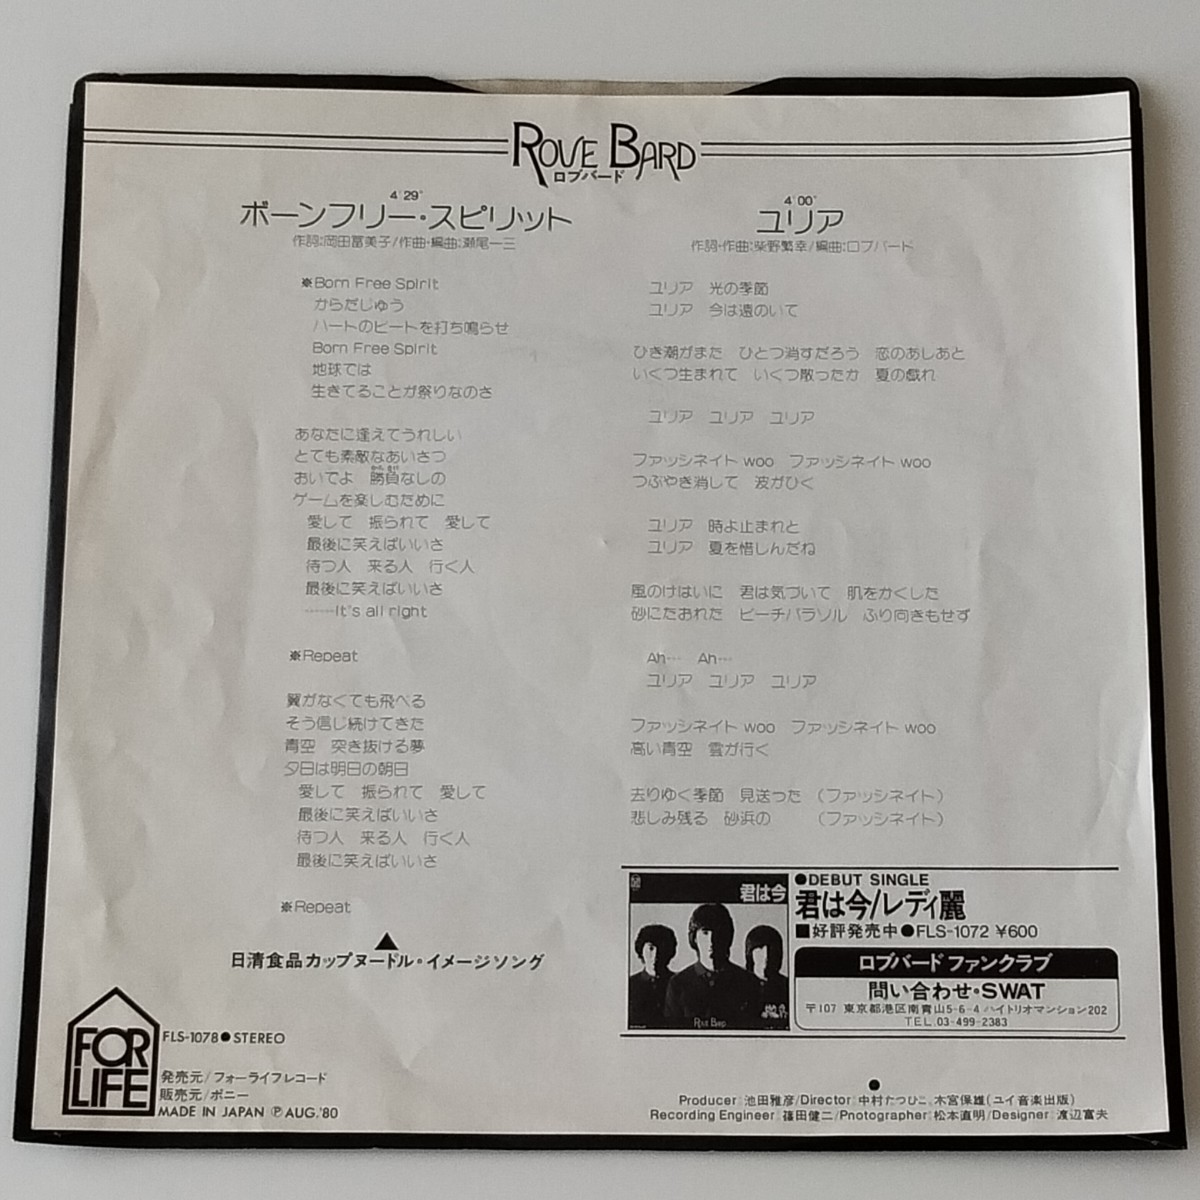 ROVE BARD
ロブバード
4'29"
ボーンフリー・スピリット
作詞:岡田冨美子/作曲・編曲:瀬尾一三
※Born Free Spirit
からだじゅう
ハートのビートを打ち鳴らせ
Born Free Spirit
地球では
生きてることが祭りなのさ
あなたに逢えてうれしい
とても素敵なあいさつ
おいでよ 勝負なしの
ゲームを楽しむために
愛して 振られて 愛して
最後に笑えばいいさ
待つ人 来る人 行く人
最後に笑えばいいさ
……It's all right
※Repeat
翼がなくても飛べる
そう信じ続けてきた
青空 突き抜ける夢
夕日は明日の朝日
愛して 振られて 愛して
最後に笑えばいいさ
待つ人 来る人 行く人
最後に笑えばいいさ
※Repeat
▲
日清食品カップヌードル・イメージソング
4'00"
ユリア
作詞・作曲:柴野繁幸/編曲:ロブバード
ユリア 光の季節
ユリア 今は遠のいて
ひき潮がまた ひとつ消すだろう 恋のあしあと
いくつ生まれて いくつ散ったか 夏の戯れ
ユリア ユリア ユリア
ファッシネイト woo ファッシネイト woo
つぶやき消して 波がひく
ユリア 時よ止まれと
ユリア 夏を惜しんだね
風のけはいに 君は気づいて 肌をかくした
砂にたおれた ビーチパラソル ふり向きもせず
Ah… Ah…
ユリア ユリア ユリア
ファッシネイト woo ファッシネイト woo
高い青空 雲が行く
去りゆく季節 見送った (ファッシネイト)
悲しみ残る 砂浜の (ファッシネイト)
君は今
ROVE BARD
●DEBUT SINGLE
君は今/レディ麗
■好評発売中●FLS-1072 ¥600
ロブバード ファンクラブ
問い合わせ・SWAT
〒107 東京都港区南青山5-6-4 ハイトリオマンション202
TEL.03-499-2383
FOR LIFE
FLS-1078●STEREO
発売元/フォーライフレコード
販売元/ポニー
MADE IN JAPAN ℗AUG.'80
●
Producer 池田雅彦/Director 中村たつひこ、木宮保雄(ユイ音楽出版)
Recording Engineer 篠田健二/Photographer 松本直明/Designer 渡辺富夫